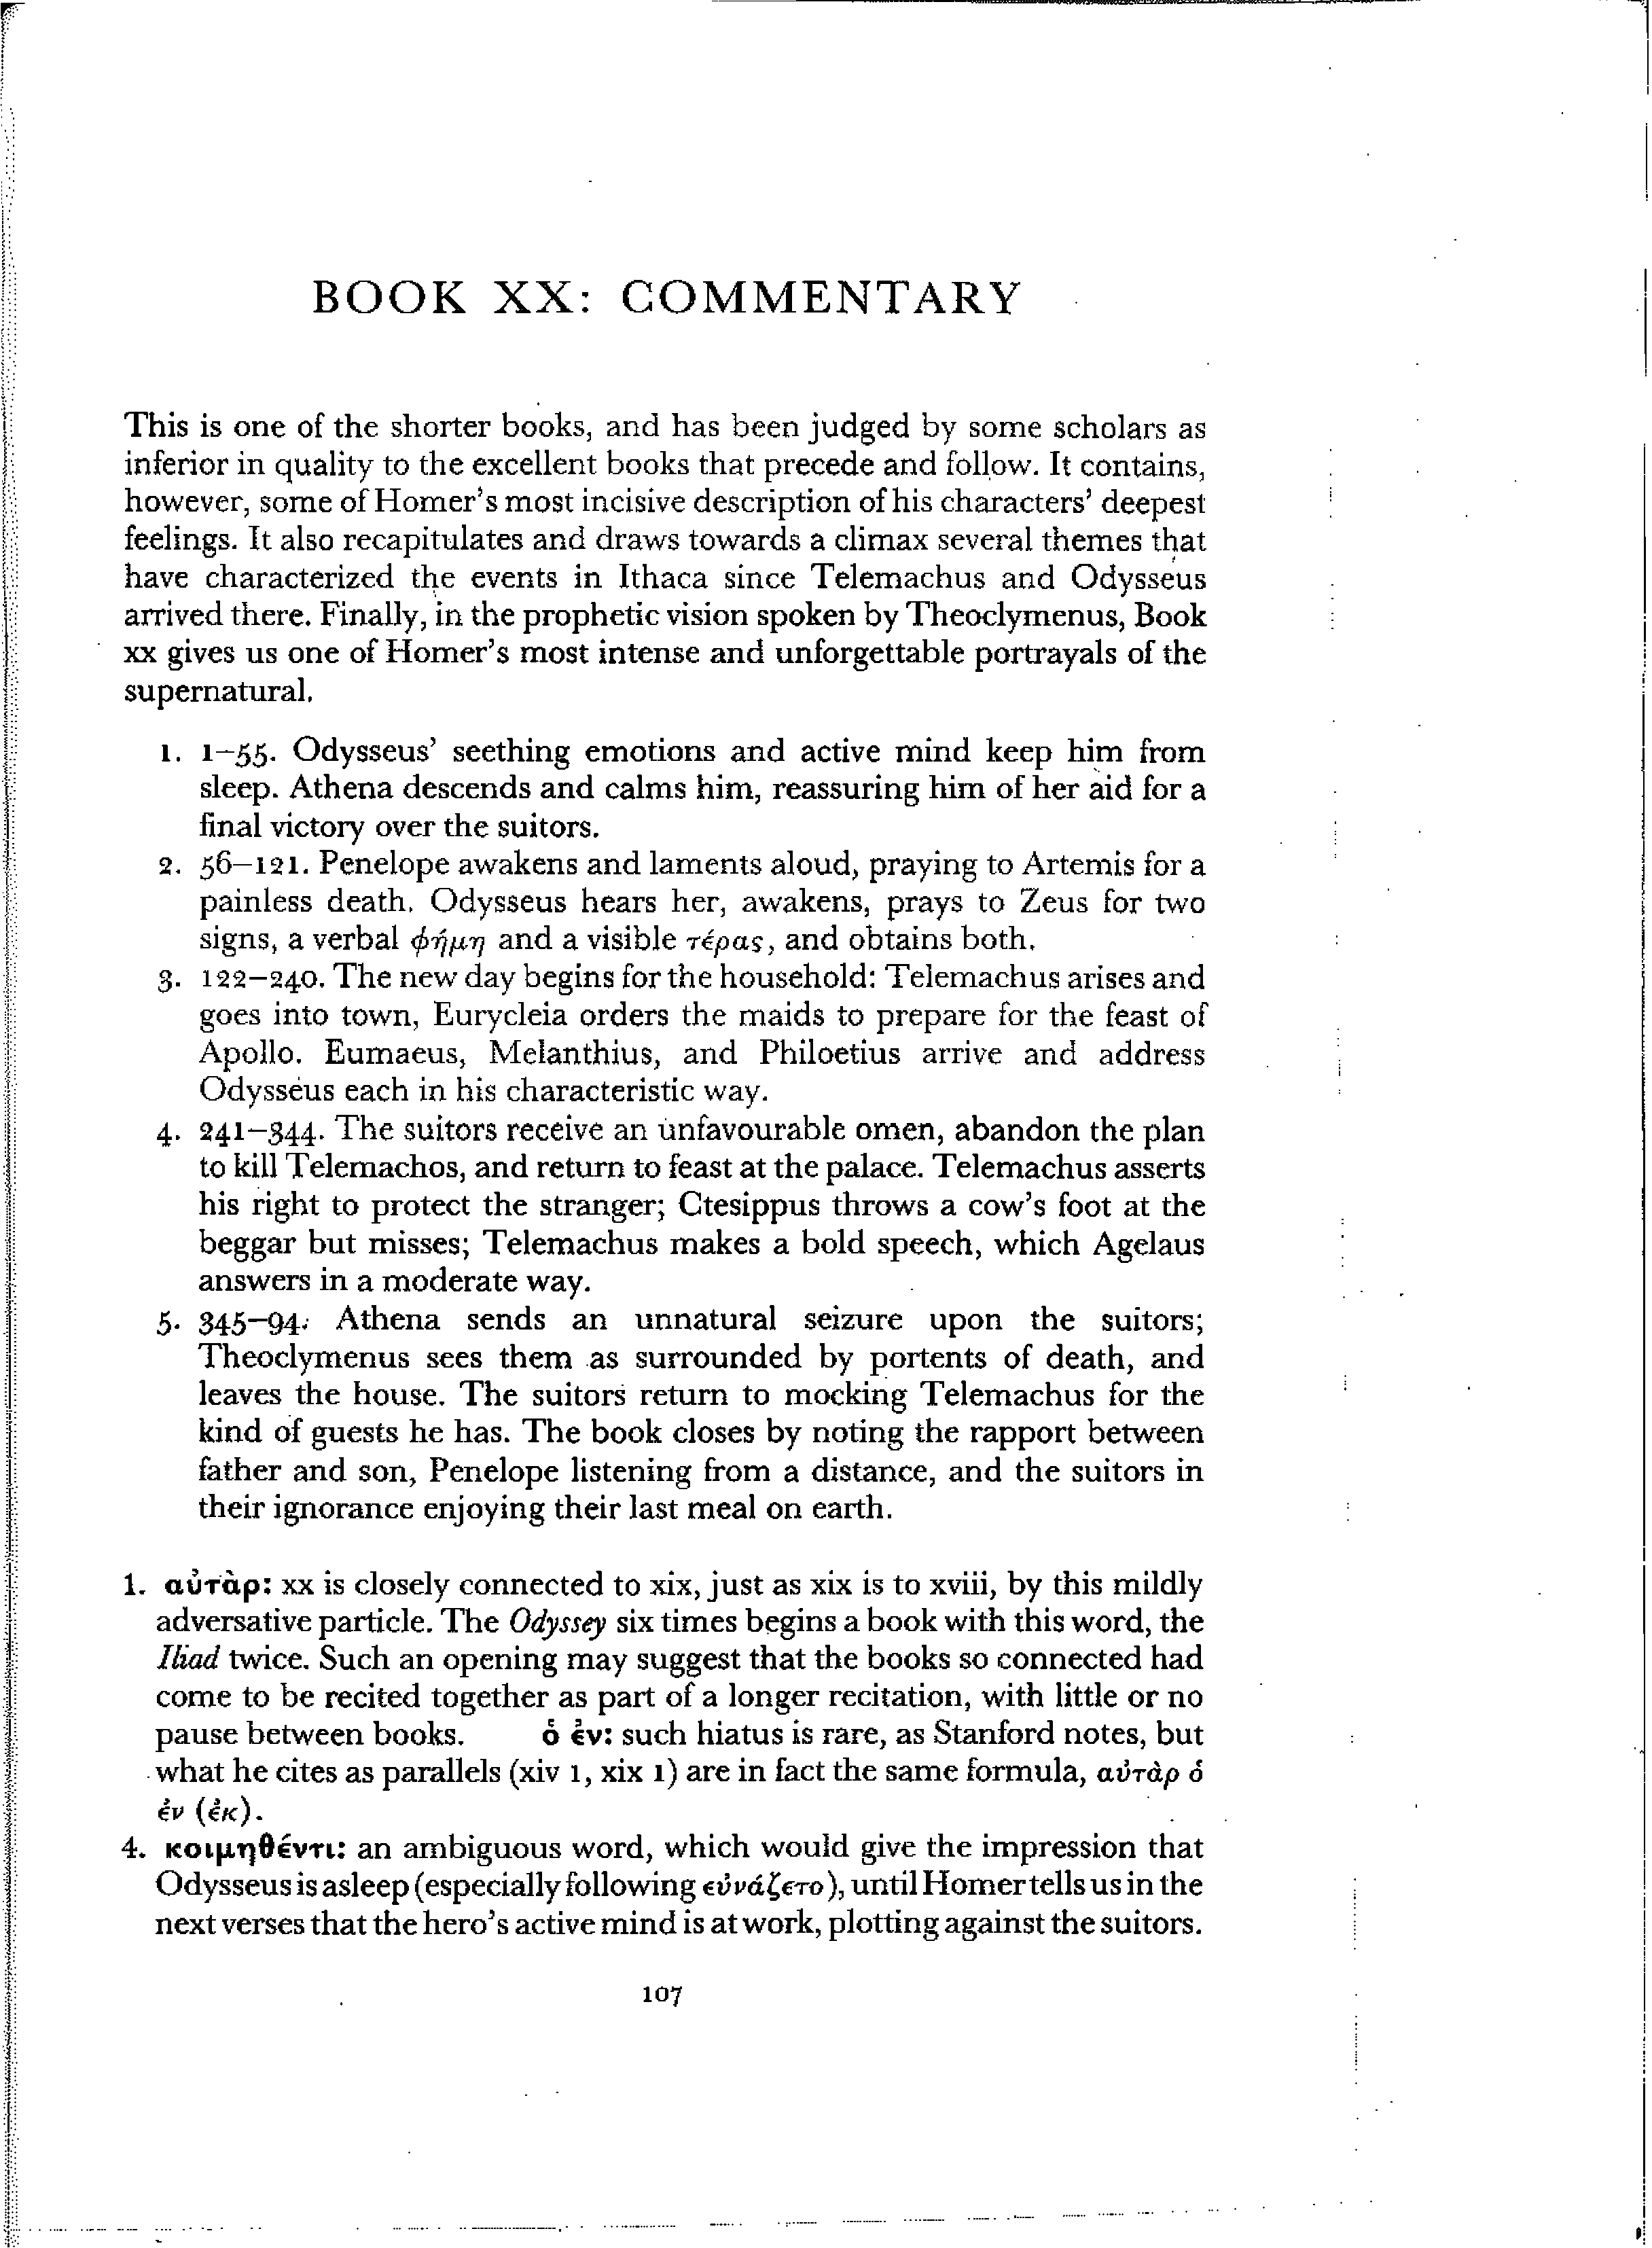 BOOK XX: COMMENTARY
This is one of the shorter books, and has been judged by some scholars as
inferior in quality to the excellent books that precede and follow. It contains,
however, some of Homer's most incisive description of his characters' deepest
feelings. It also recapitulates and draws towards a climax several themes that
have characterized the events in Ithaca since Telemachus and Odysseus
arrived there. Finally, in the prophetic vision spoken by Theoclymenus, Book
xx gives us one of Homer's most intense and unforgettable portrayals of the
supernatural.
1. 1–55. Odysseus' seething emotions and active mind keep him from
sleep. Athena descends and calms him, reassuring him of her aid for a
final victory over the suitors.
2. 56–121. Penelope awakens and laments aloud, praying to Artemis for a
painless death. Odysseus hears her, awakens, prays to Zeus for two
signs, a verbal φήμη and a visible τέρας, and obtains both.
3. 122–240. The new day begins for the household: Telemachus arises and
goes into town, Eurycleia orders the maids to prepare for the feast of
Apollo. Eumaeus, Melanthius, and Philoetius arrive and address
Odysseus each in his characteristic way.
4. 241–344. The suitors receive an unfavourable omen, abandon the plan
to kill Telemachos, and return to feast at the palace. Telemachus asserts
his right to protect the stranger; Ctesippus throws a cow's foot at the
beggar but misses; Telemachus makes a bold speech, which Agelaus
answers in a moderate way.
5. 345–94. Athena sends an unnatural seizure upon the suitors;
Theoclymenus sees them as surrounded by portents of death, and
leaves the house. The suitors return to mocking Telemachus for the
kind of guests he has. The book closes by noting the rapport between
father and son, Penelope listening from a distance, and the suitors in
their ignorance enjoying their last meal on earth.
1. αὐτὰρ: xx is closely connected to xix, just as xix is to xviii, by this mildly
adversative particle. The Odyssey six times begins a book with this word, the
Iliad twice. Such an opening may suggest that the books so connected had
come to be recited together as part of a longer recitation, with little or no
pause between books. ὁ ἐν: such hiatus is rare, as Stanford notes, but
what he cites as parallels (xiv 1, xix 1) are in fact the same formula, αὐτὰρ ὁ
ἐν (ἐκ).
4. κοιμηθέντι: an ambiguous word, which would give the impression that
Odysseus is asleep (especially following εὐνάζετο), until Homer tells us in the
next verses that the hero's active mind is at work, plotting against the suitors.
107